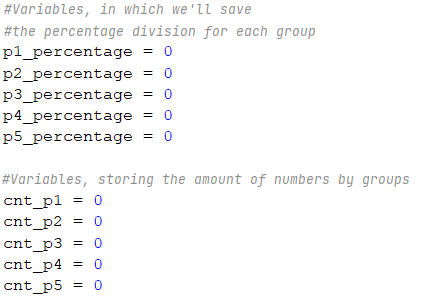 #Variables, in which we'll save
#the percentage division for each group
p1_percentage = 0
p2_percentage = 0
p3_percentage = 0
p4_percentage = 0
p5_percentage = 0
#Variables, storing the amount of numbers by groups
cnt_p1 = 0
cnt_p2 = 0
cnt_p3 = 0
cnt_p4 = 0
cnt_p5 = 0